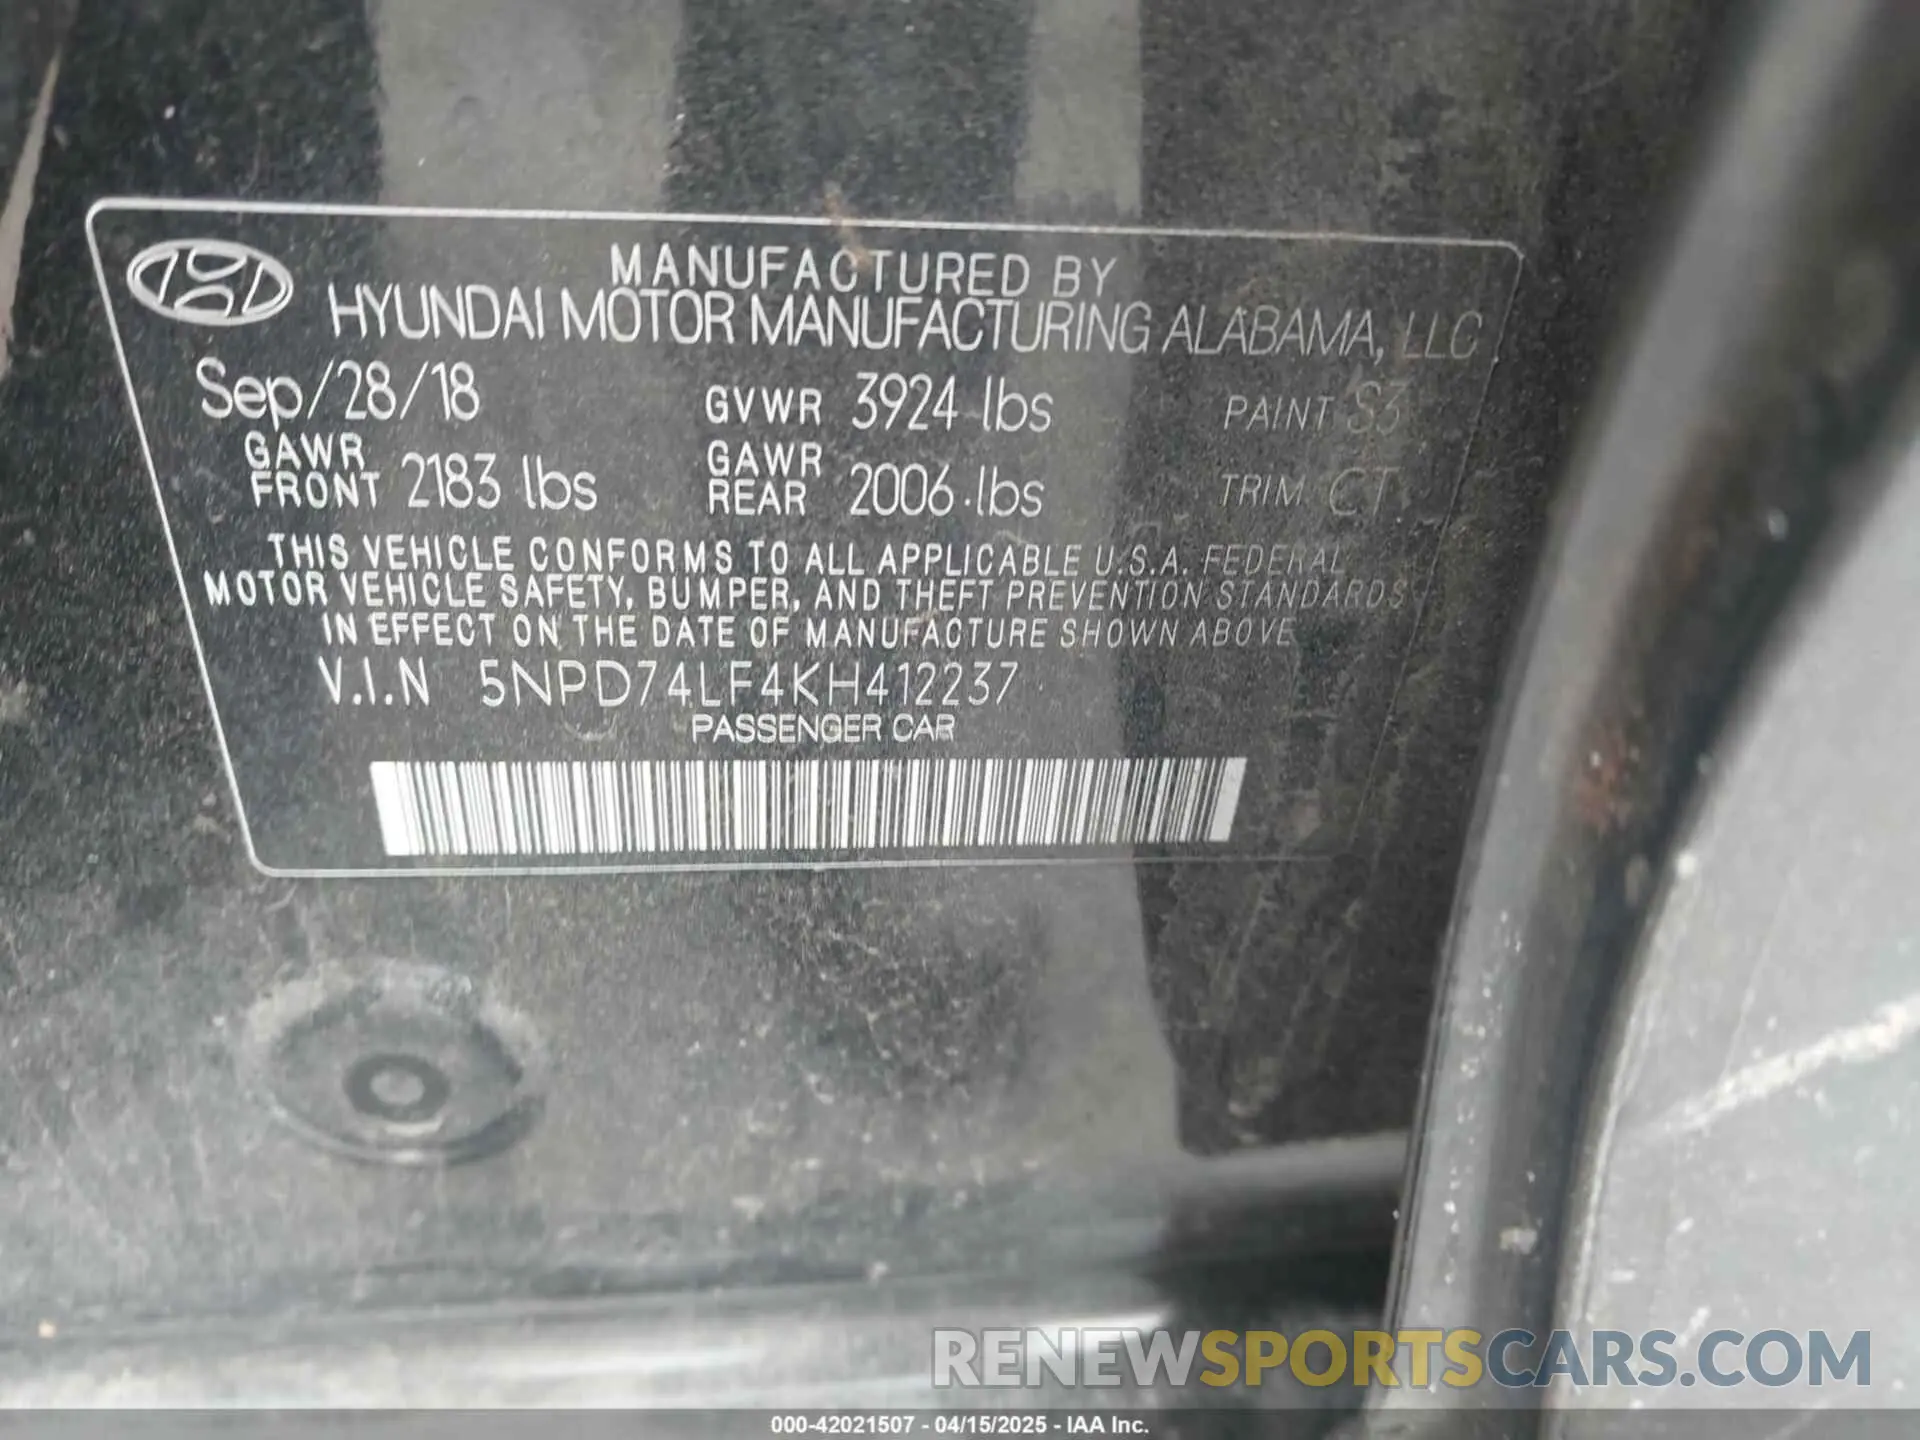 MANUFACTURED BY
HYUNDAI MOTOR MANUFACTURING ALABAMA, LLC
Sep/28/18 GVWR 3924 lbs PAINT S3
GAWR FRONT 2183 lbs GAWR REAR 2006 lbs TRIM CT
THIS VEHICLE CONFORMS TO ALL APPLICABLE U.S.A. FEDERAL
MOTOR VEHICLE SAFETY, BUMPER, AND THEFT PREVENTION STANDARDS
IN EFFECT ON THE DATE OF MANUFACTURE SHOWN ABOVE
V.I.N 5NPD74LF4KH412237
PASSENGER CAR
RENEWSPORTSCARS.COM
000-42021507 - 04/15/2025 - IAA Inc.